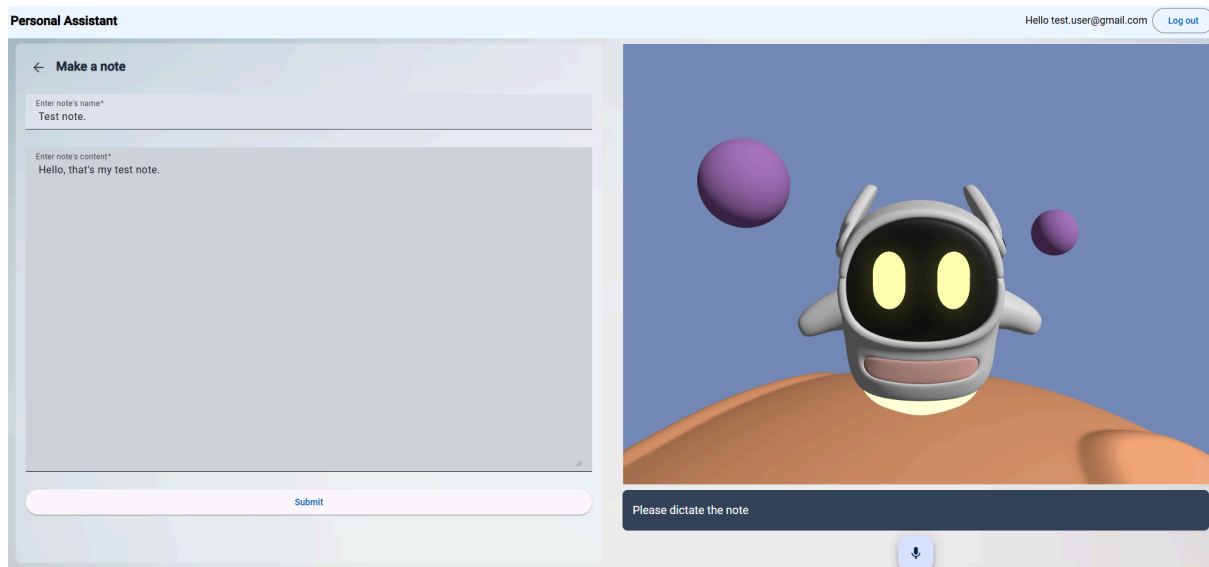 Personal Assistant
Hello test.user@gmail.com
Log out
Make a note
Enter note's name*
Test note.
Enter note's content*
Hello, that's my test note.
Submit
Please dictate the note